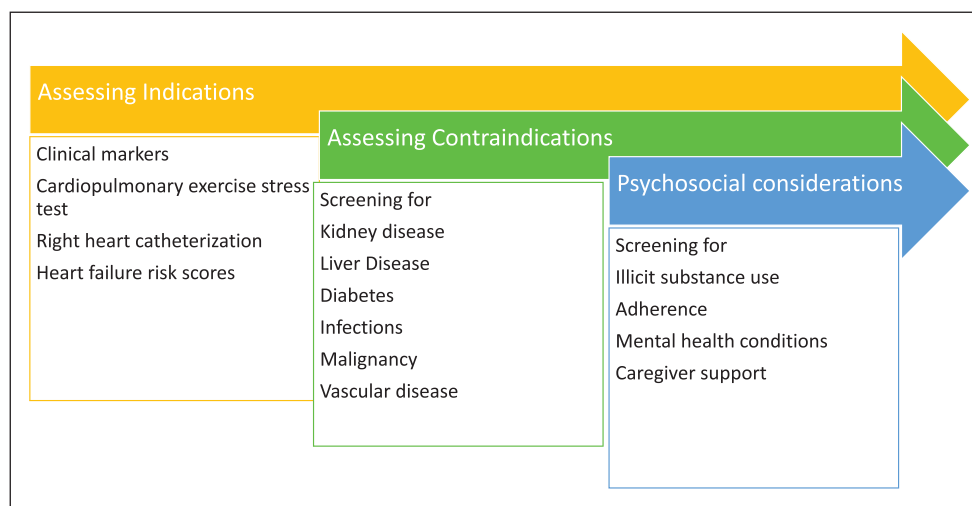 Assessing Indications
Clinical markers
Cardiopulmonary exercise stress
test
Right heart catheterization
Heart failure risk scores
Assessing Contraindications
Screening for
Kidney disease
Liver Disease
Diabetes
Infections
Malignancy
Vascular disease
Psychosocial considerations
Screening for
Illicit substance use
Adherence
Mental health conditions
Caregiver support